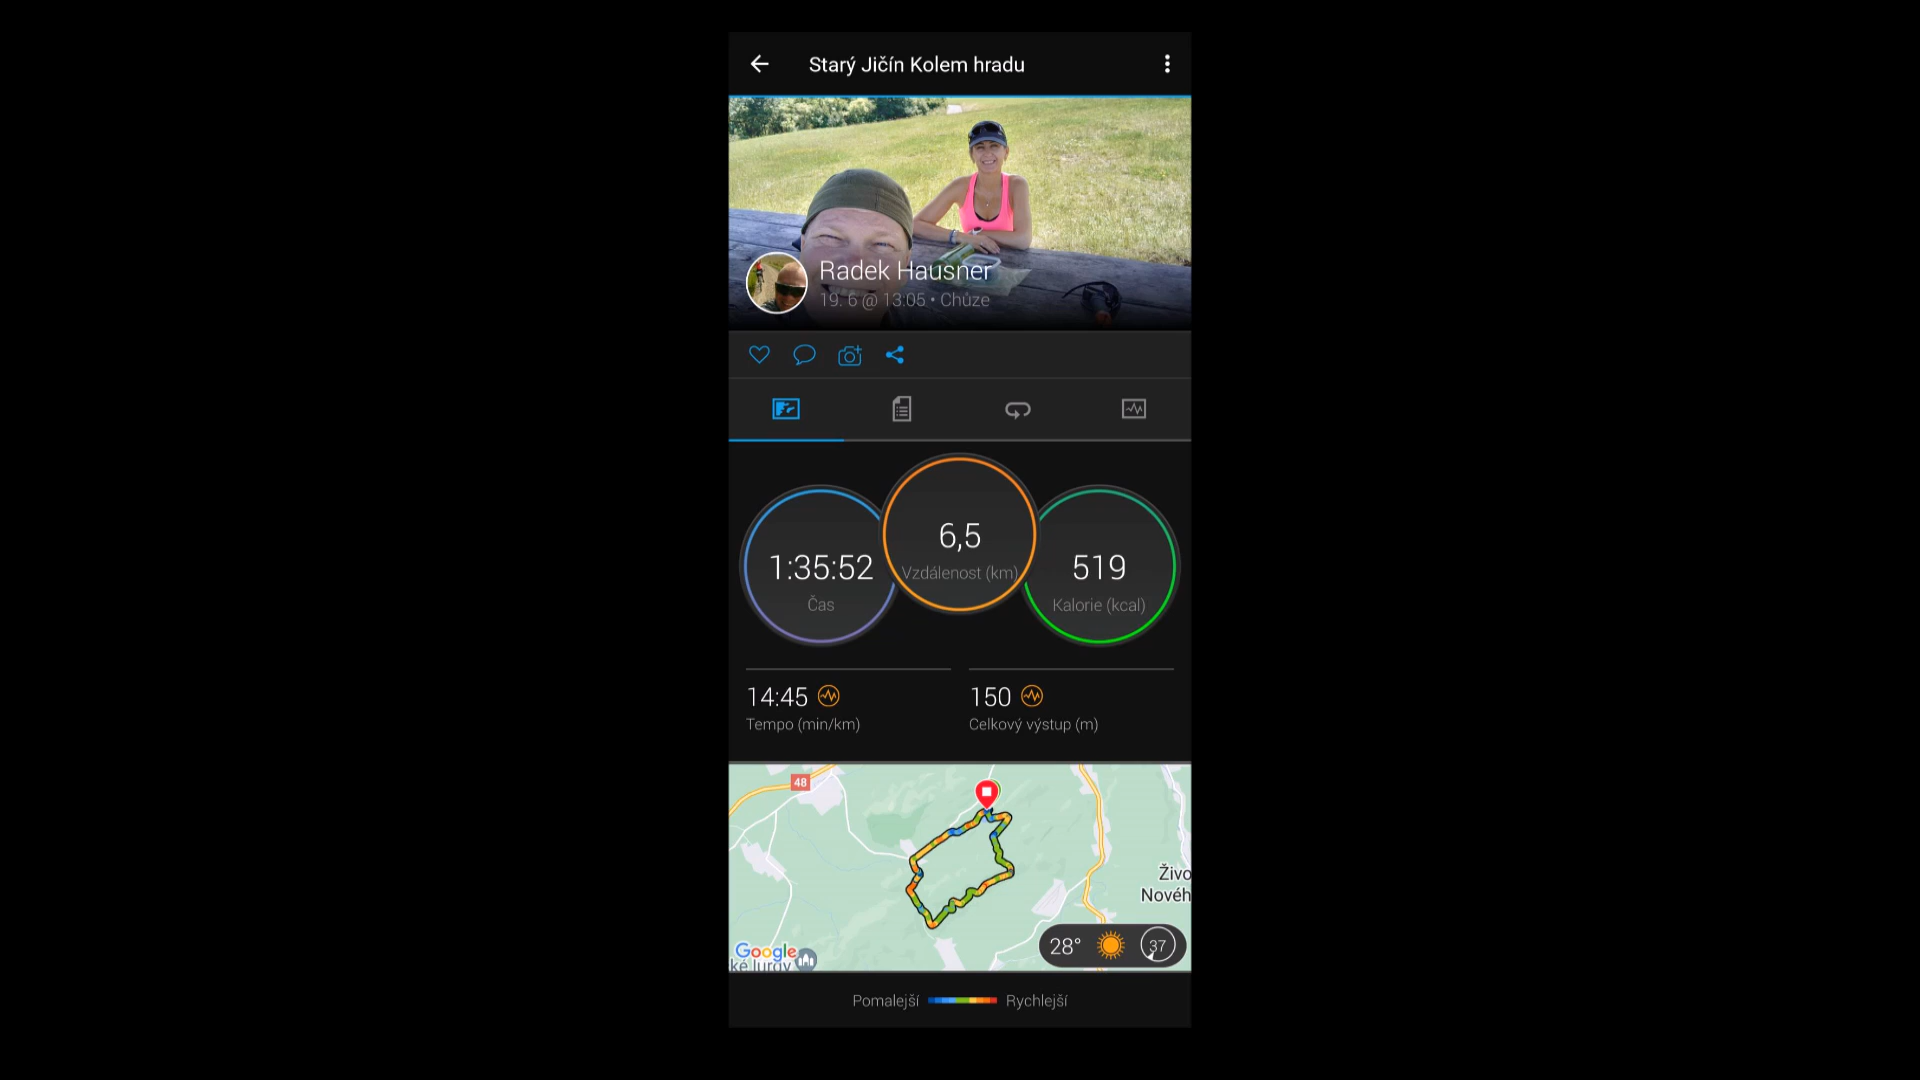 Starý Jičín Kolem hradu
Radek Hausner
19. 6 @ 13:05 • Chůze
6,5
Vzdálenost (km)
1:35:52
Čas
519
Kalorie (kcal)
14:45
Tempo (min/km)
150
Celkový výstup (m)
48
Živo
Novéh
28°
37
Google
Pomalejší
Rychlejší